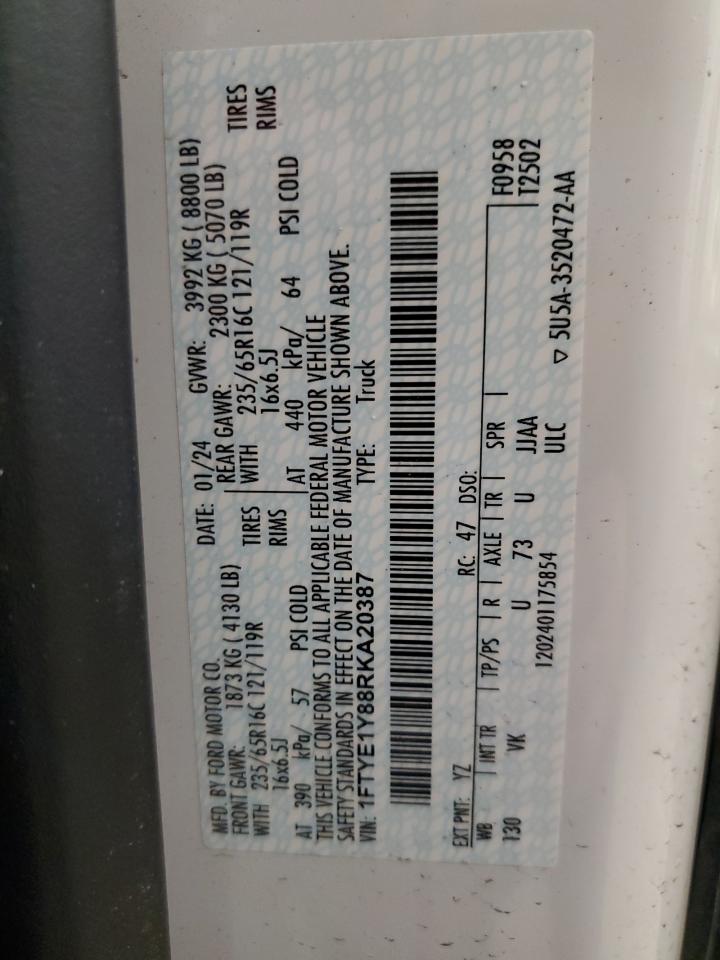 MFD. BY FORD MOTOR CO. DATE: 01/24 GVWR: 3992 KG ( 8800 LB)
FRONT GAWR: 1873 KG ( 4130 LB) REAR GAWR: 2300 KG ( 5070 LB)
WITH 235/65R16C 121/119R TIRES WITH 235/65R16C 121/119R TIRES
16x6.5J RIMS 16x6.5J RIMS
AT 390 kPa/ 57 PSI COLD AT 440 kPa/ 64 PSI COLD
THIS VEHICLE CONFORMS TO ALL APPLICABLE FEDERAL MOTOR VEHICLE
SAFETY STANDARDS IN EFFECT ON THE DATE OF MANUFACTURE SHOWN ABOVE.
VIN: 1FTYE1Y88RKA20387 TYPE: Truck
EXT PNT: YZ RC: 47 DSO:
WB INT TR TP/PS R AXLE TR SPR F0958
130 VK U 73 U JJAA T2502
1202401175854 ULC ▽ 5U5A-3520472-AA